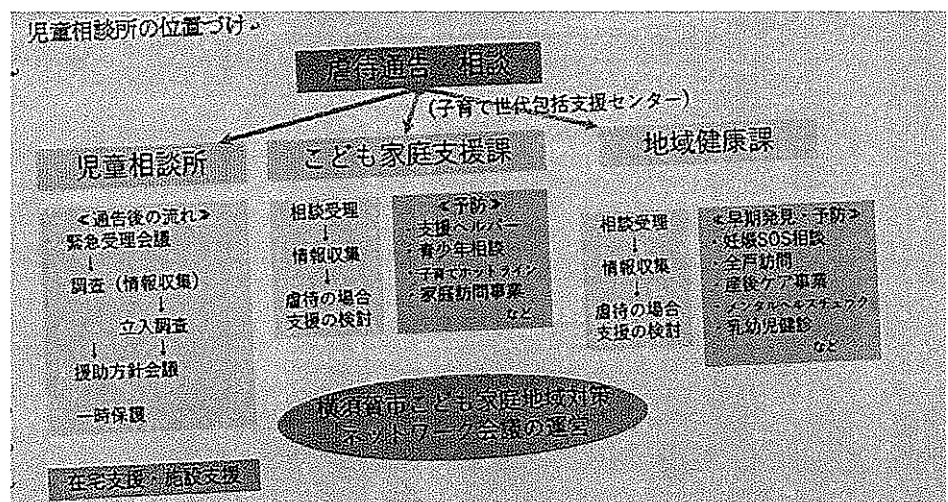 児童相談所の位置づけ
虐待通告 相談
(子育て世代包括支援センター)
児童相談所
こども家庭支援課
地域健康課
≪通告後の流れ≫
緊急受理会議
↓
調査(情報収集)
↓
立入調査
↓ ↓
援助方針会議
一時保護
在宅支援・施設支援
相談受理
↓
情報収集
↓
虐待の場合
支援の検討
≪予防≫
支援ヘルパー
青少年相談
子育てホットライン
家庭訪問事業
など
相談受理
↓
情報収集
↓
虐待の場合
支援の検討
≪早期発見・予防≫
・妊娠SOS相談
・全戸訪問
・産後ケア事業
・メンタルヘルスチェック
・乳幼児健診
など
横須賀市こども家庭地域対策
ネットワーク会議の運営